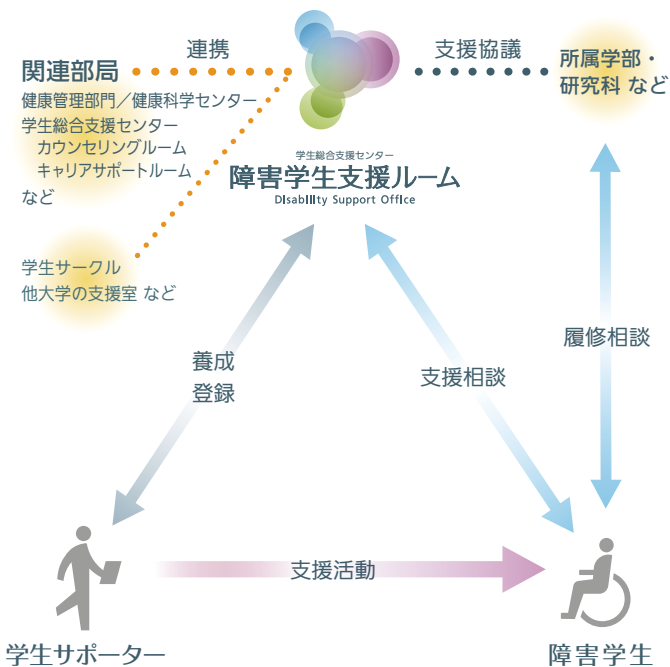 連携
支援協議
関連部局
健康管理部門／健康科学センター
学生総合支援センター
カウンセリングルーム
キャリアサポートルーム
など
所属学部・
研究科 など
学生総合支援センター
障害学生支援ルーム
Disability Support Office
学生サークル
他大学の支援室 など
養成
登録
支援相談
履修相談
支援活動
学生サポーター
障害学生